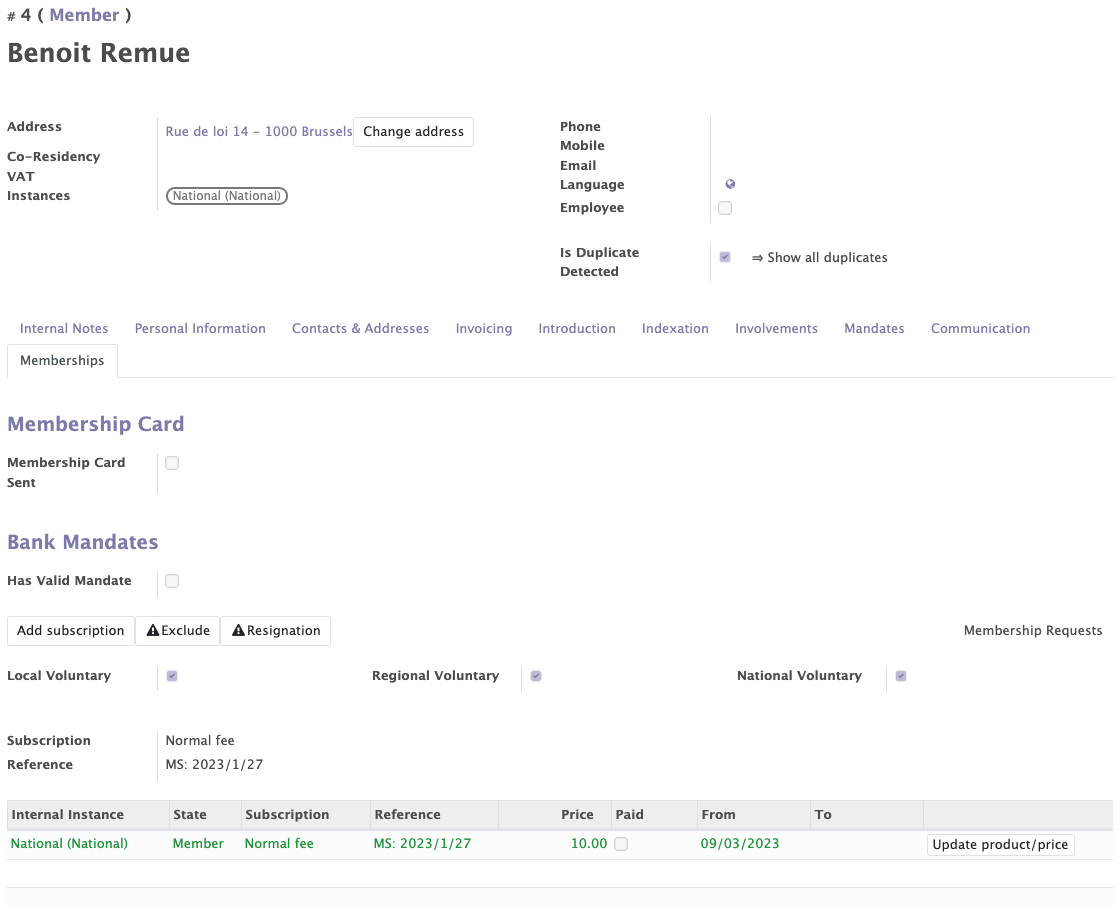 # 4 ( Member )
Benoit Remue
Address
Rue de loi 14 - 1000 Brussels
Change address
Co-Residency
VAT
Instances
National (National)
Phone
Mobile
Email
Language
Employee
Is Duplicate
Detected
⇒ Show all duplicates
Internal Notes
Personal Information
Contacts & Addresses
Invoicing
Introduction
Indexation
Involvements
Mandates
Communication
Memberships
Membership Card
Membership Card
Sent
Bank Mandates
Has Valid Mandate
Add subscription
Exclude
Resignation
Membership Requests
Local Voluntary
Regional Voluntary
National Voluntary
Subscription
Normal fee
Reference
MS: 2023/1/27
Internal Instance State Subscription Reference Price Paid From To
National (National) Member Normal fee MS: 2023/1/27 10.00 09/03/2023 Update product/price